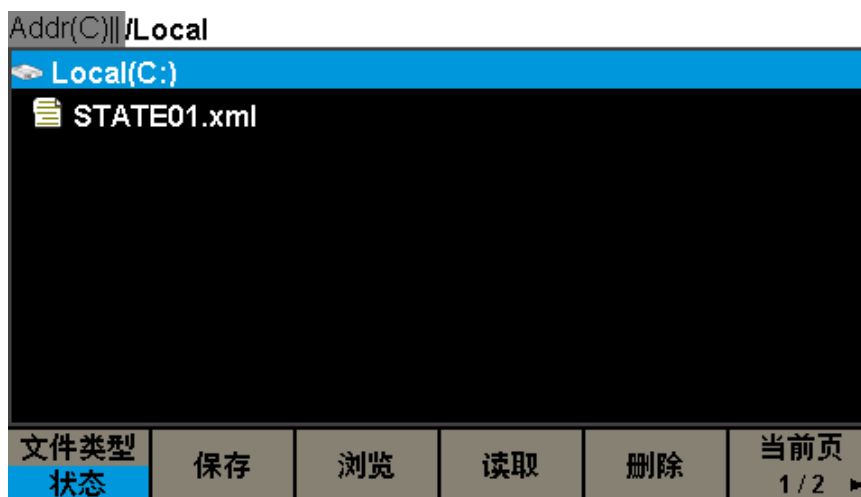 Addr(C)|| /Local
Local(C:)
STATE01.xml
文件类型 保存 浏览 读取 删除 当前页
状态 1/2